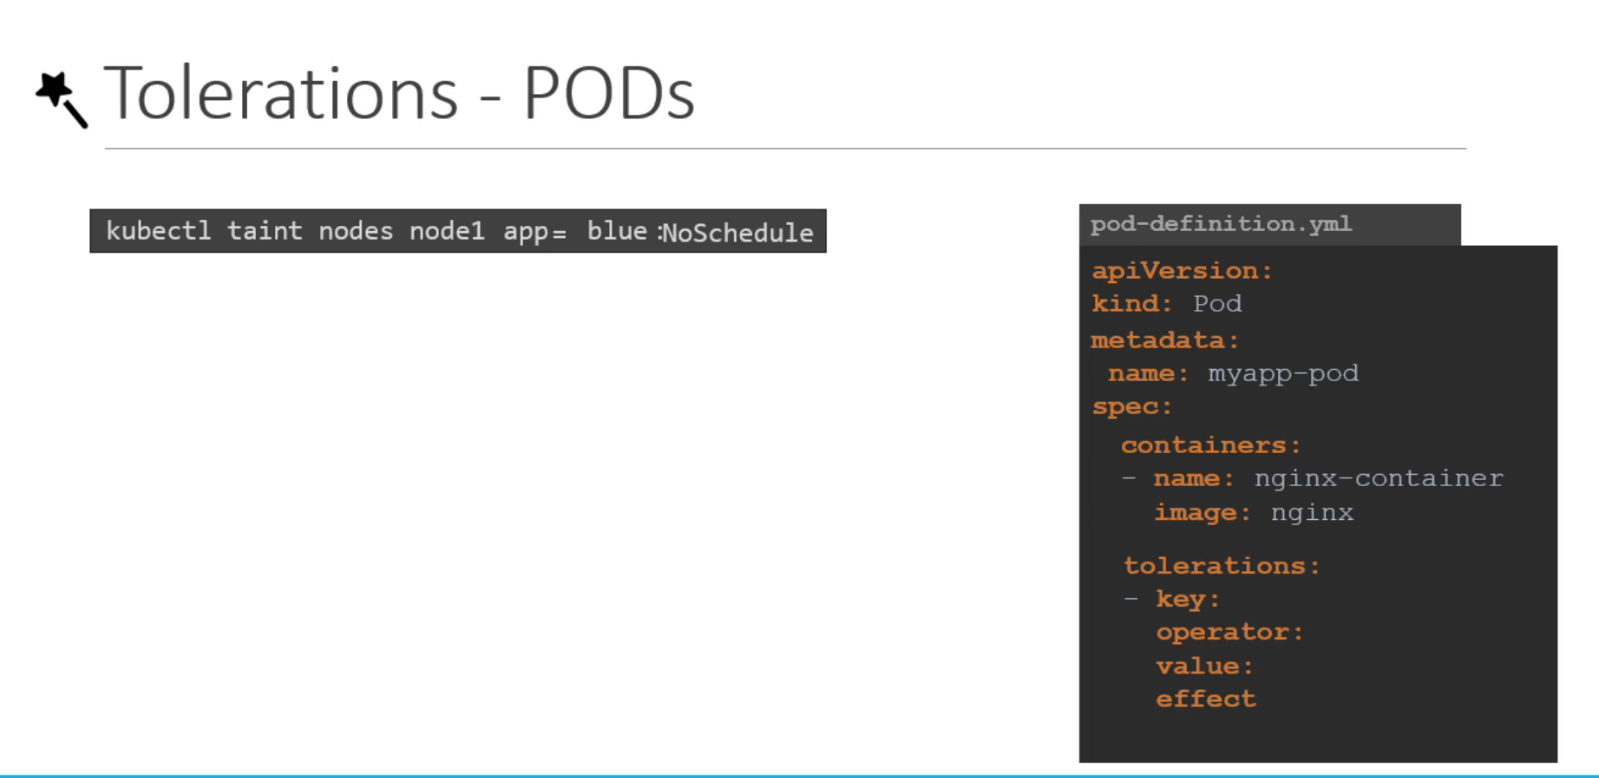 Tolerations - PODs
kubectl taint nodes node1 app= blue :NoSchedule
pod-definition.yml
apiVersion:
kind: Pod
metadata:
name: myapp-pod
spec:
containers:
- name: nginx-container
image: nginx
tolerations:
- key:
operator:
value:
effect